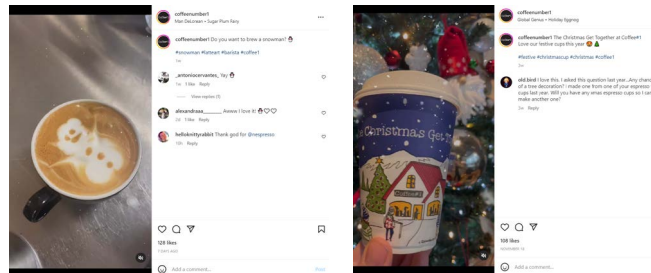 coffeenumber1
Matt DeLorean • Sugar Plum Fairy
coffeenumber1 Do you want to brew a snowman? ⛄
#snowman #latteart #barista #coffee1
1w
_antoniocervantes_ Yay ⛄
1w 1 like Reply
View replies (1)
alexandraaa________ Awww I love it! ⛄♡♡
2d 1 like Reply
helloknittyrabbit Thank god for @nespresso
10h Reply
128 likes
Add a comment...
Post
Christmas Get
coffeenumber1
Global Genius • Holiday Eggnog
coffeenumber1 The Christmas Get Together at Coffee#1
Love our festive cups this year 🎅🎄
#festive #christmascup #christmas #coffee1
3w
old.bird I love this. I asked this question last year..Any chanc
of a tree decoration? I made one from one of your espresso
cups last year. Will you have any xmas espresso cups so I can
make another one?
3w Reply
108 likes
Add a comment...